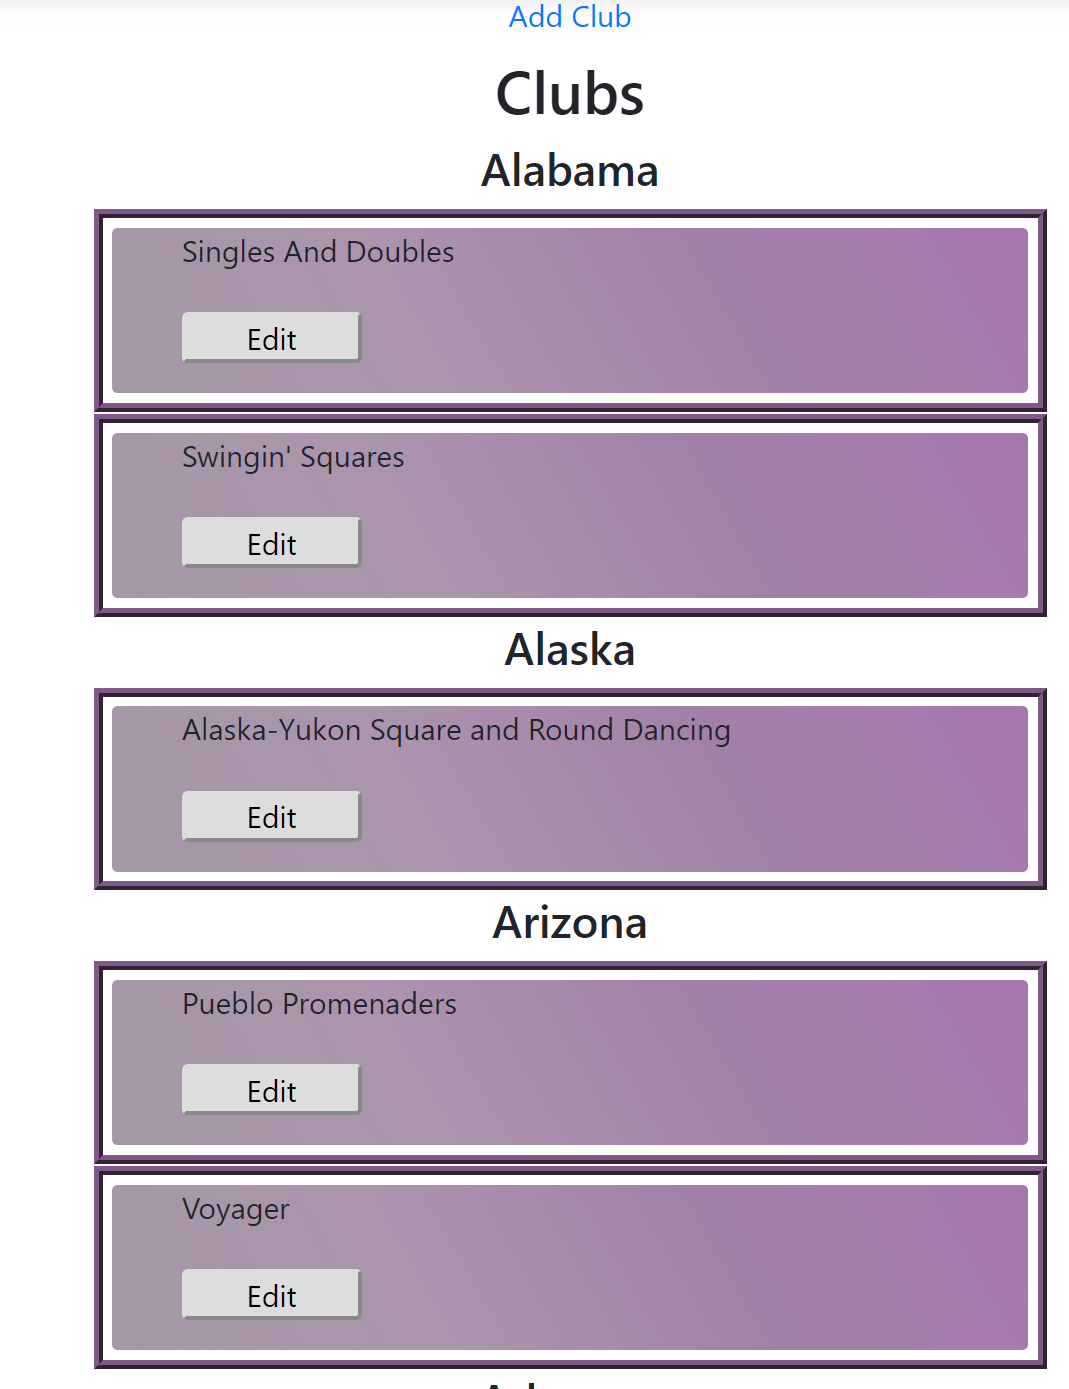 Add Club
Clubs
Alabama
Singles And Doubles
Edit
Swingin' Squares
Edit
Alaska
Alaska-Yukon Square and Round Dancing
Edit
Arizona
Pueblo Promenaders
Edit
Voyager
Edit